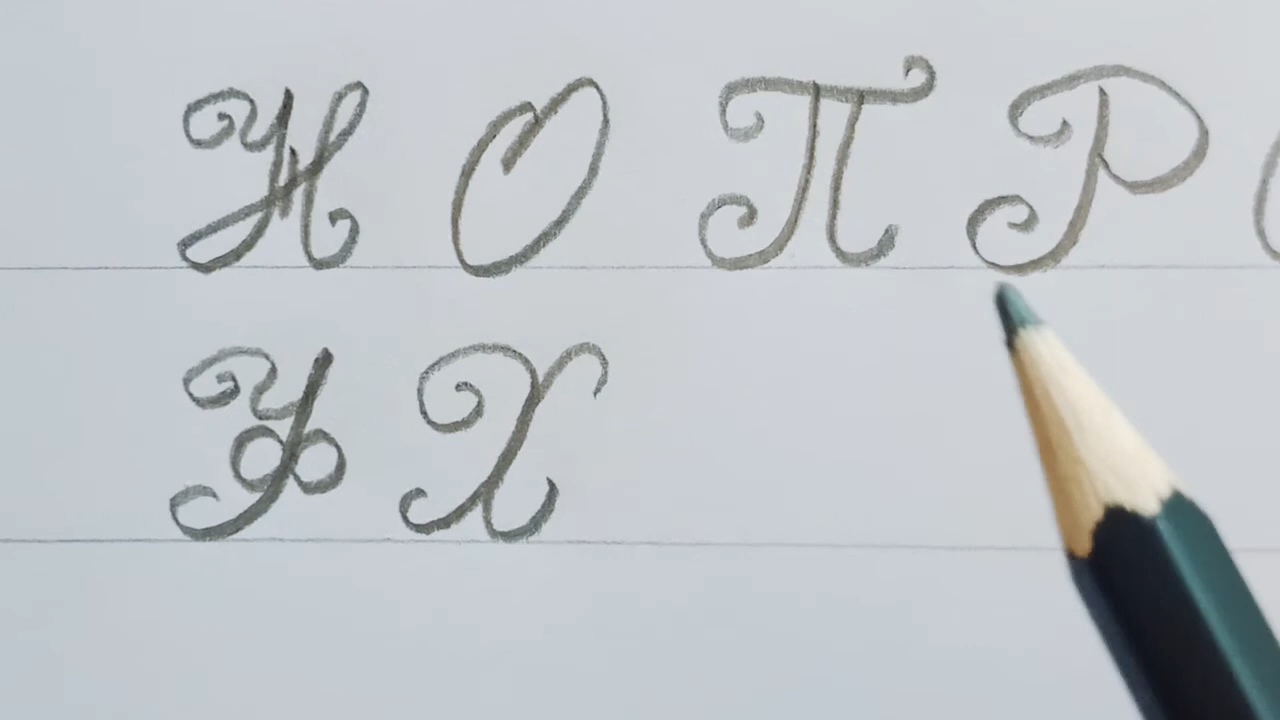 Н О П Р
Ф Х